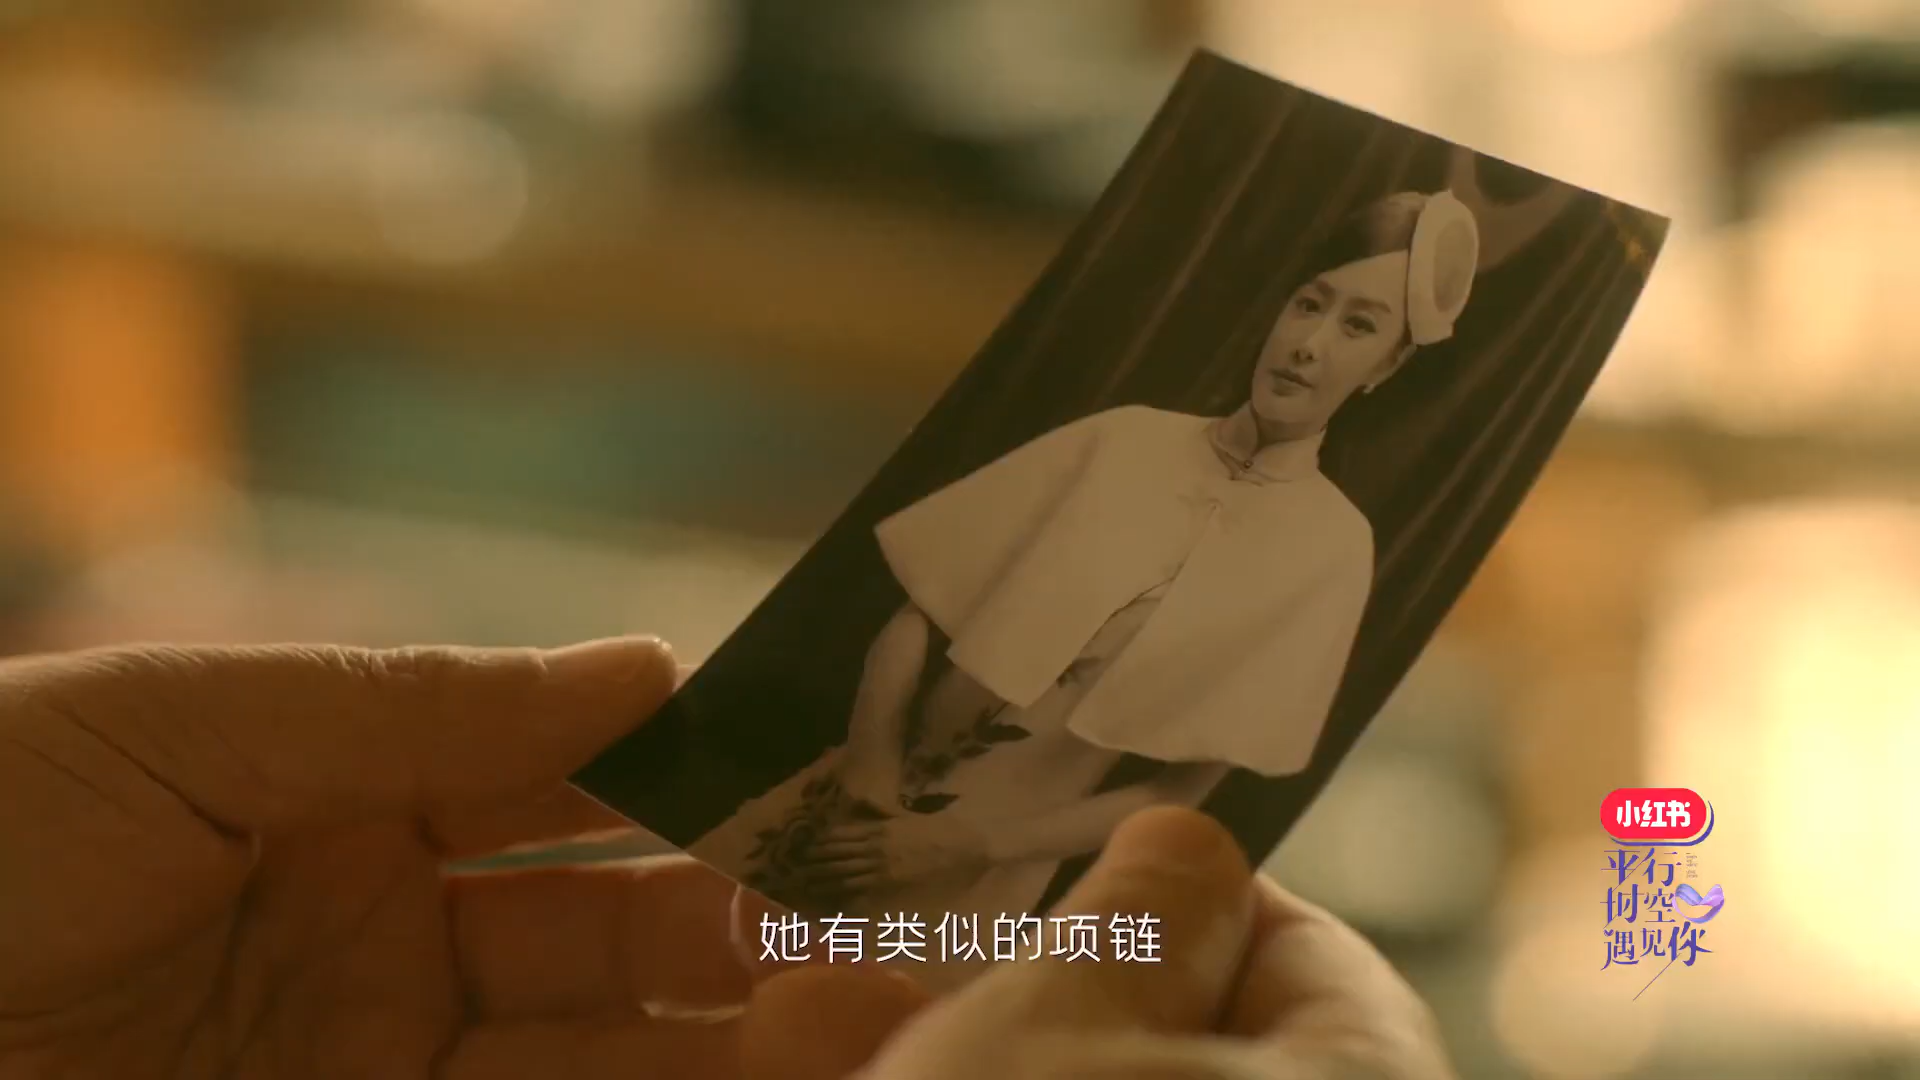 她有类似的项链
小红书
平行
时空
遇见你